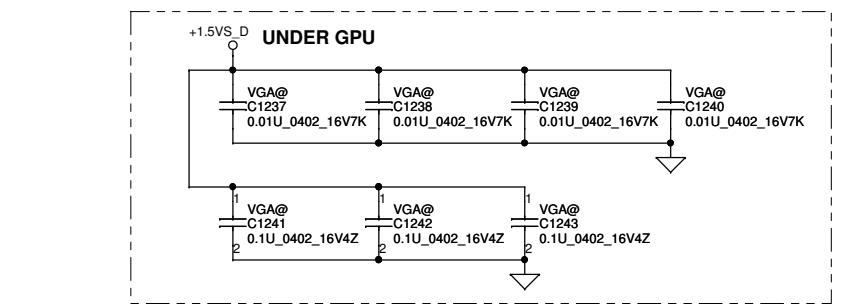 +1.5VS_D
UNDER GPU
VGA@
C1237
0.01U_0402_16V7K
VGA@
C1238
0.01U_0402_16V7K
VGA@
C1239
0.01U_0402_16V7K
VGA@
C1240
0.01U_0402_16V7K
1
VGA@
C1241
0.1U_0402_16V4Z
2
1
VGA@
C1242
0.1U_0402_16V4Z
2
1
VGA@
C1243
0.1U_0402_16V4Z
2